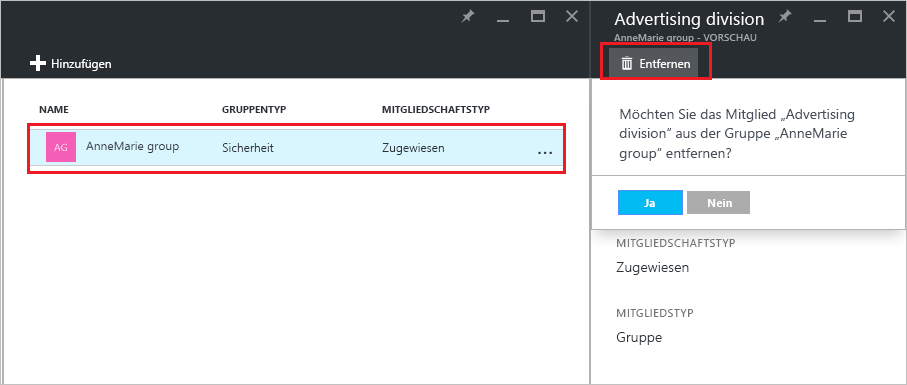 Hinzufügen
NAME GRUPPENTYP MITGLIEDSCHAFTSTYP
AG AnneMarie group Sicherheit Zugewiesen ...
Advertising division
AnneMarie group - VORSCHAU
Entfernen
Möchten Sie das Mitglied „Advertising
division“ aus der Gruppe „AnneMarie
group“ entfernen?
Ja Nein
MITGLIEDSCHAFTSTYP
Zugewiesen
MITGLIEDSTYP
Gruppe